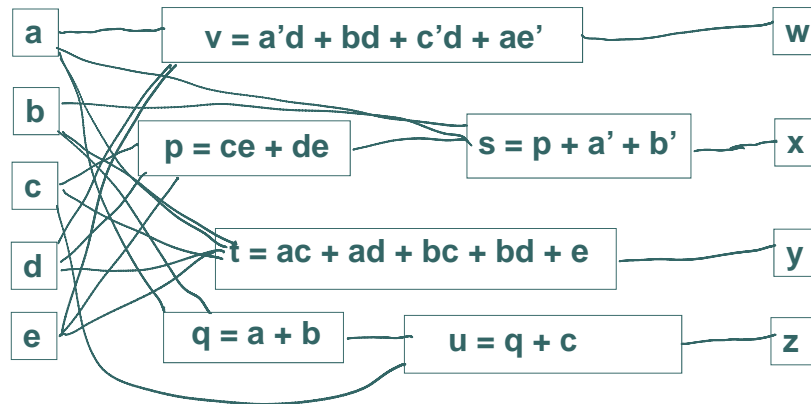 a
v = a’d + bd + c’d + ae’
w
b
p = ce + de
s = p + a’ + b’
x
c
d
t = ac + ad + bc + bd + e
y
e
q = a + b
u = q + c
z